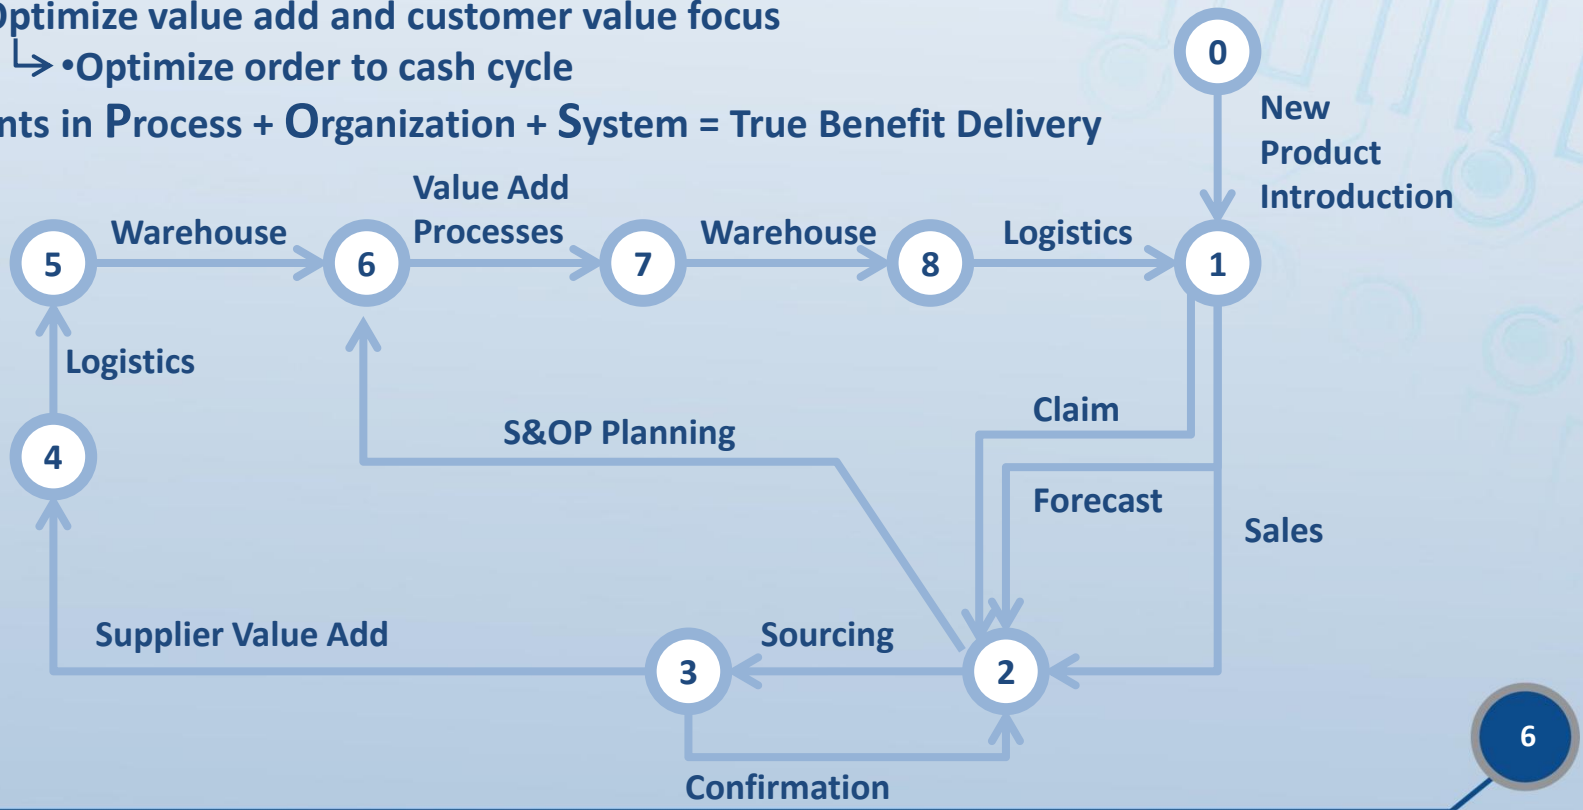 Optimize value add and customer value focus
•Optimize order to cash cycle
nts in Process + Organization + System = True Benefit Delivery
0
New
Product
Introduction
Value Add
Processes
Warehouse
Warehouse
Logistics
5
6
7
8
1
Logistics
4
S&OP Planning
Claim
Forecast
Sales
Supplier Value Add
Sourcing
3
2
Confirmation
6